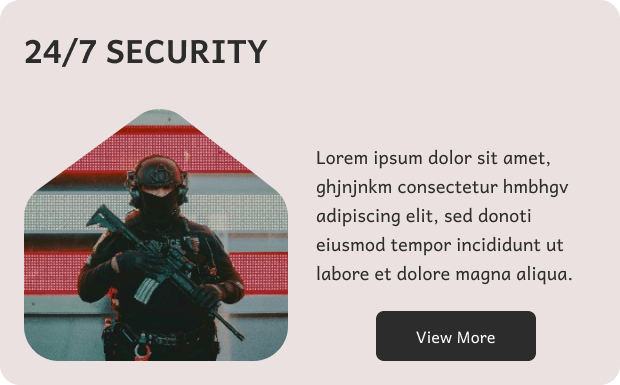 24/7 SECURITY
Lorem ipsum dolor sit amet,
ghjnjnkm consectetur hmbhgv
adipiscing elit, sed donoti
eiusmod tempor incididunt ut
labore et dolore magna aliqua.
View More